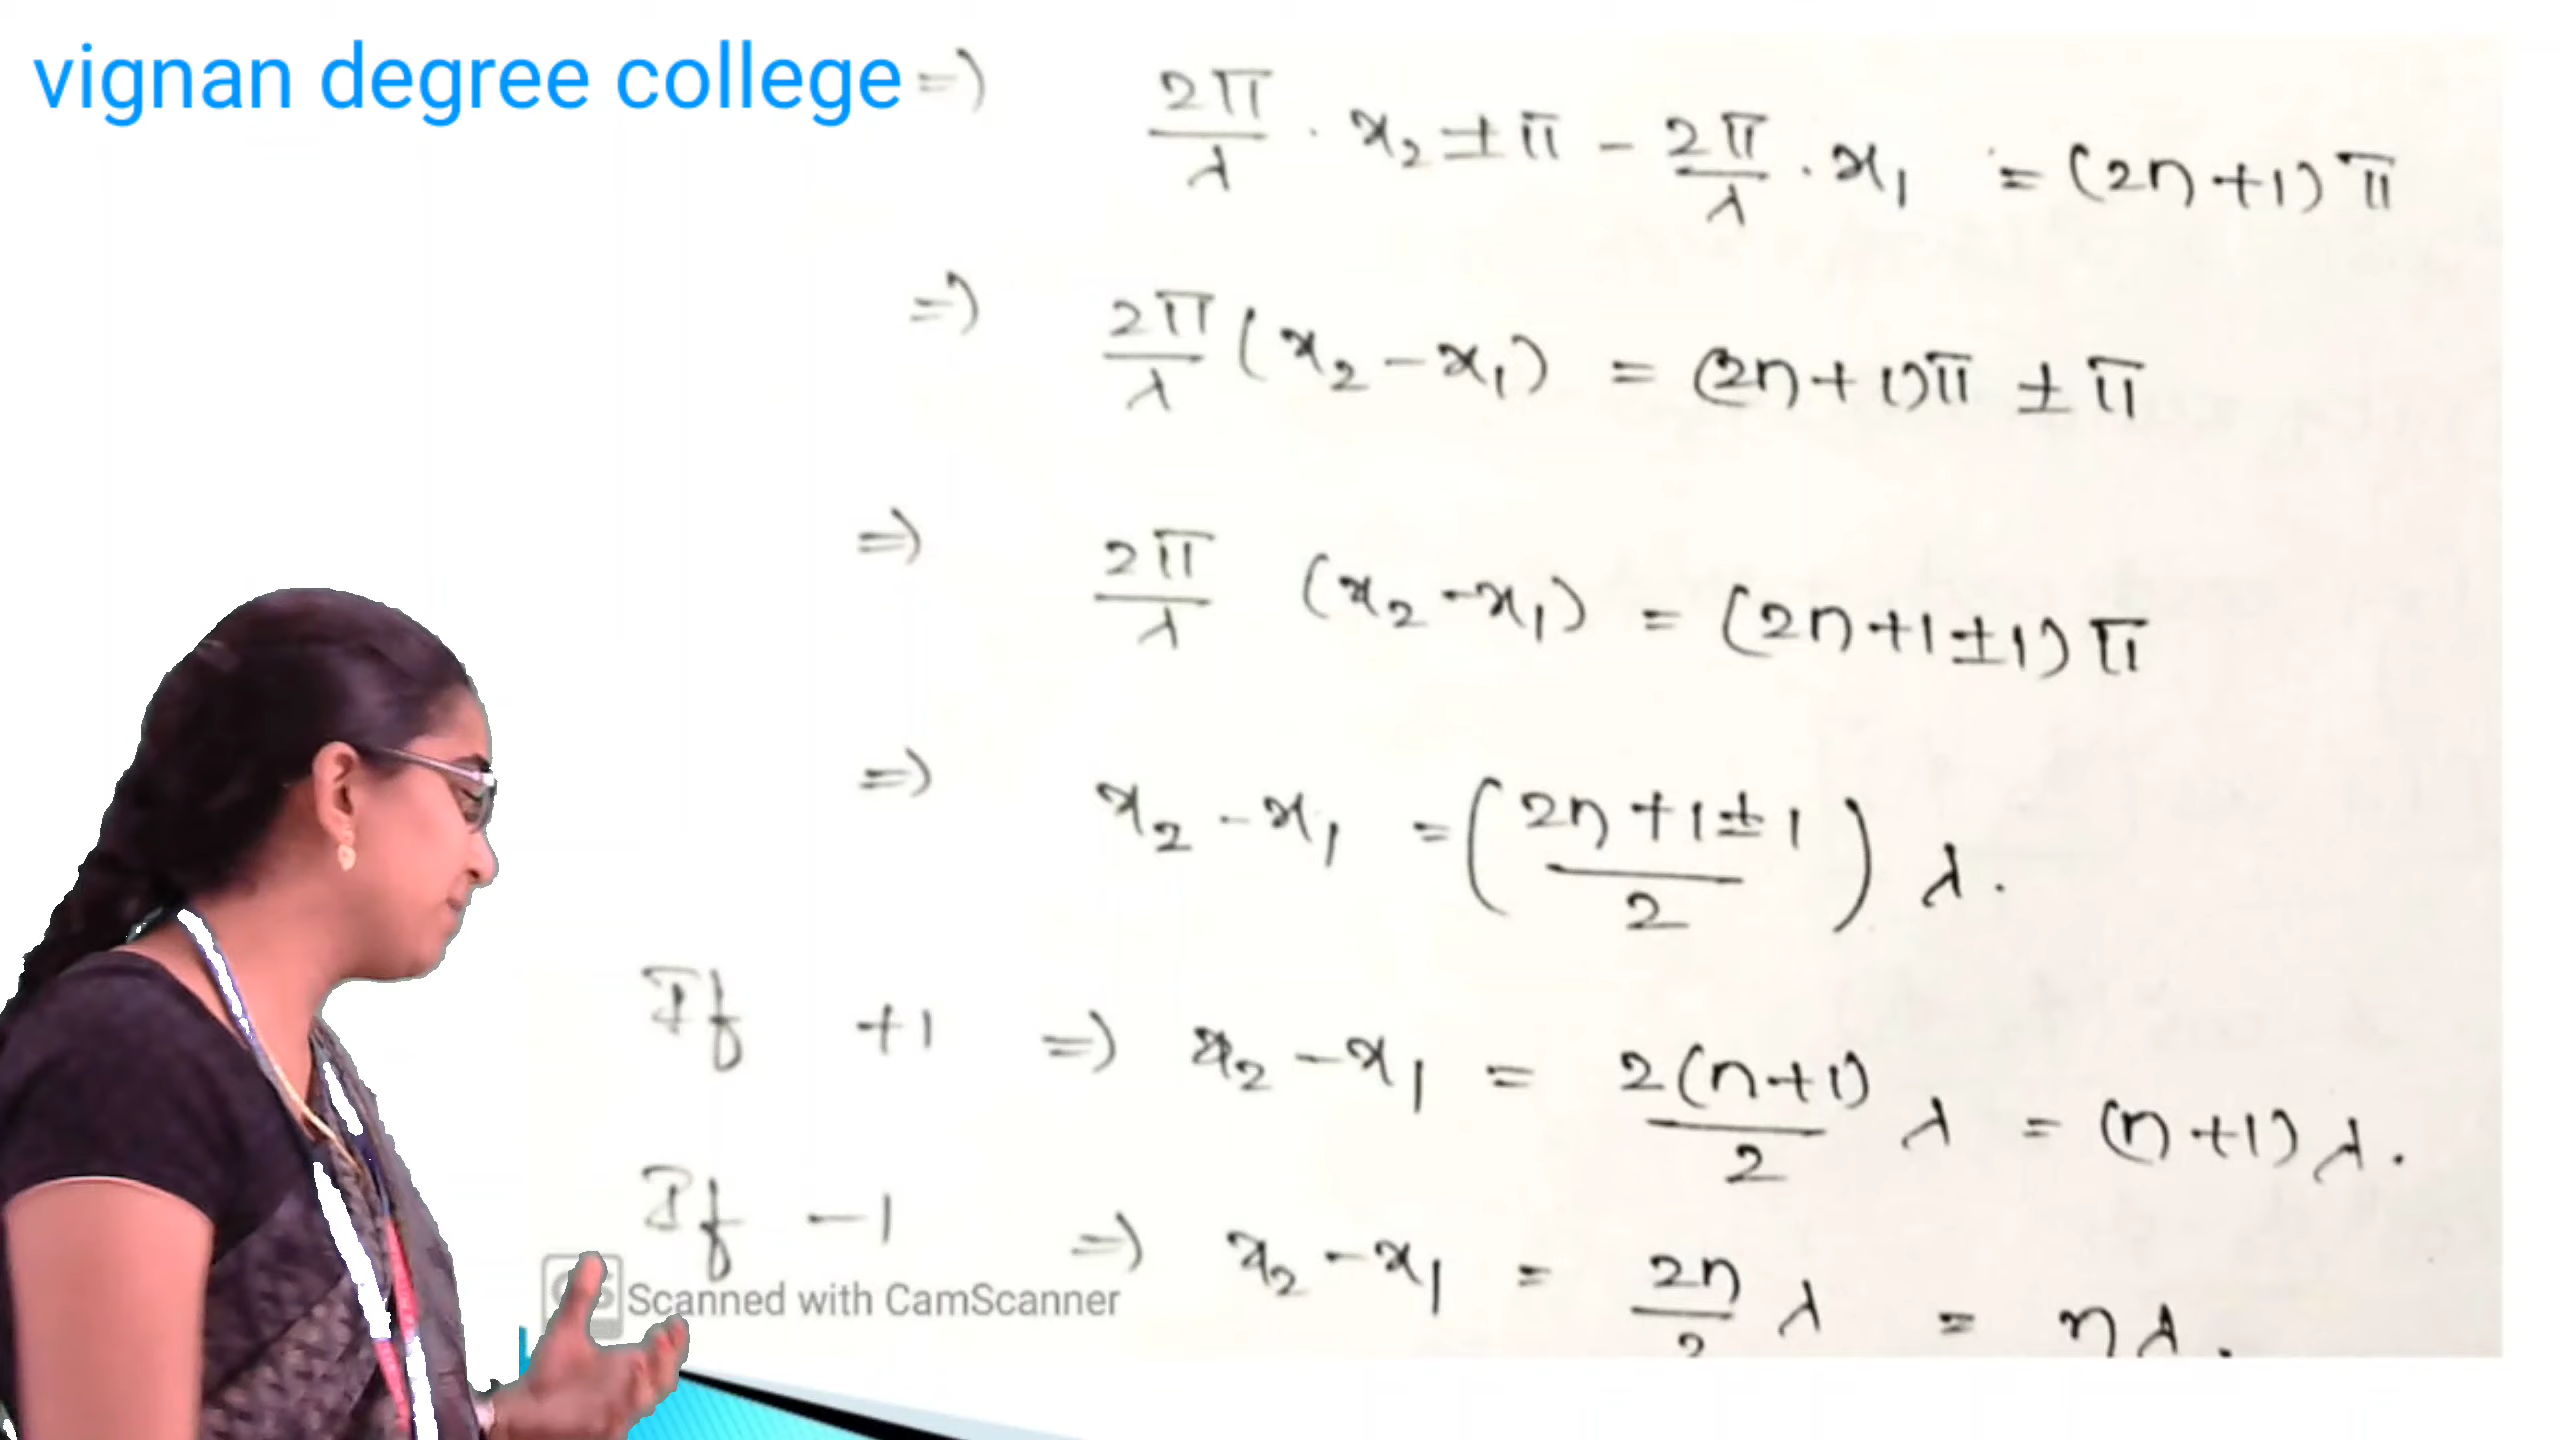 vignan degree college
=) 2π/λ · x₂ ± π − 2π/λ · x₁ = (2n+1) π
=) 2π/λ (x₂ − x₁) = (2n+1)π ± π
=) 2π/λ (x₂ − x₁) = (2n+1±1) π
=) x₂ − x₁ = ((2n+1±1)/2) λ.
If +1 =) x₂ − x₁ = 2(n+1)/2 λ = (n+1) λ.
If −1 =) x₂ − x₁ = 2n/2 λ = nλ.
CS Scanned with CamScanner